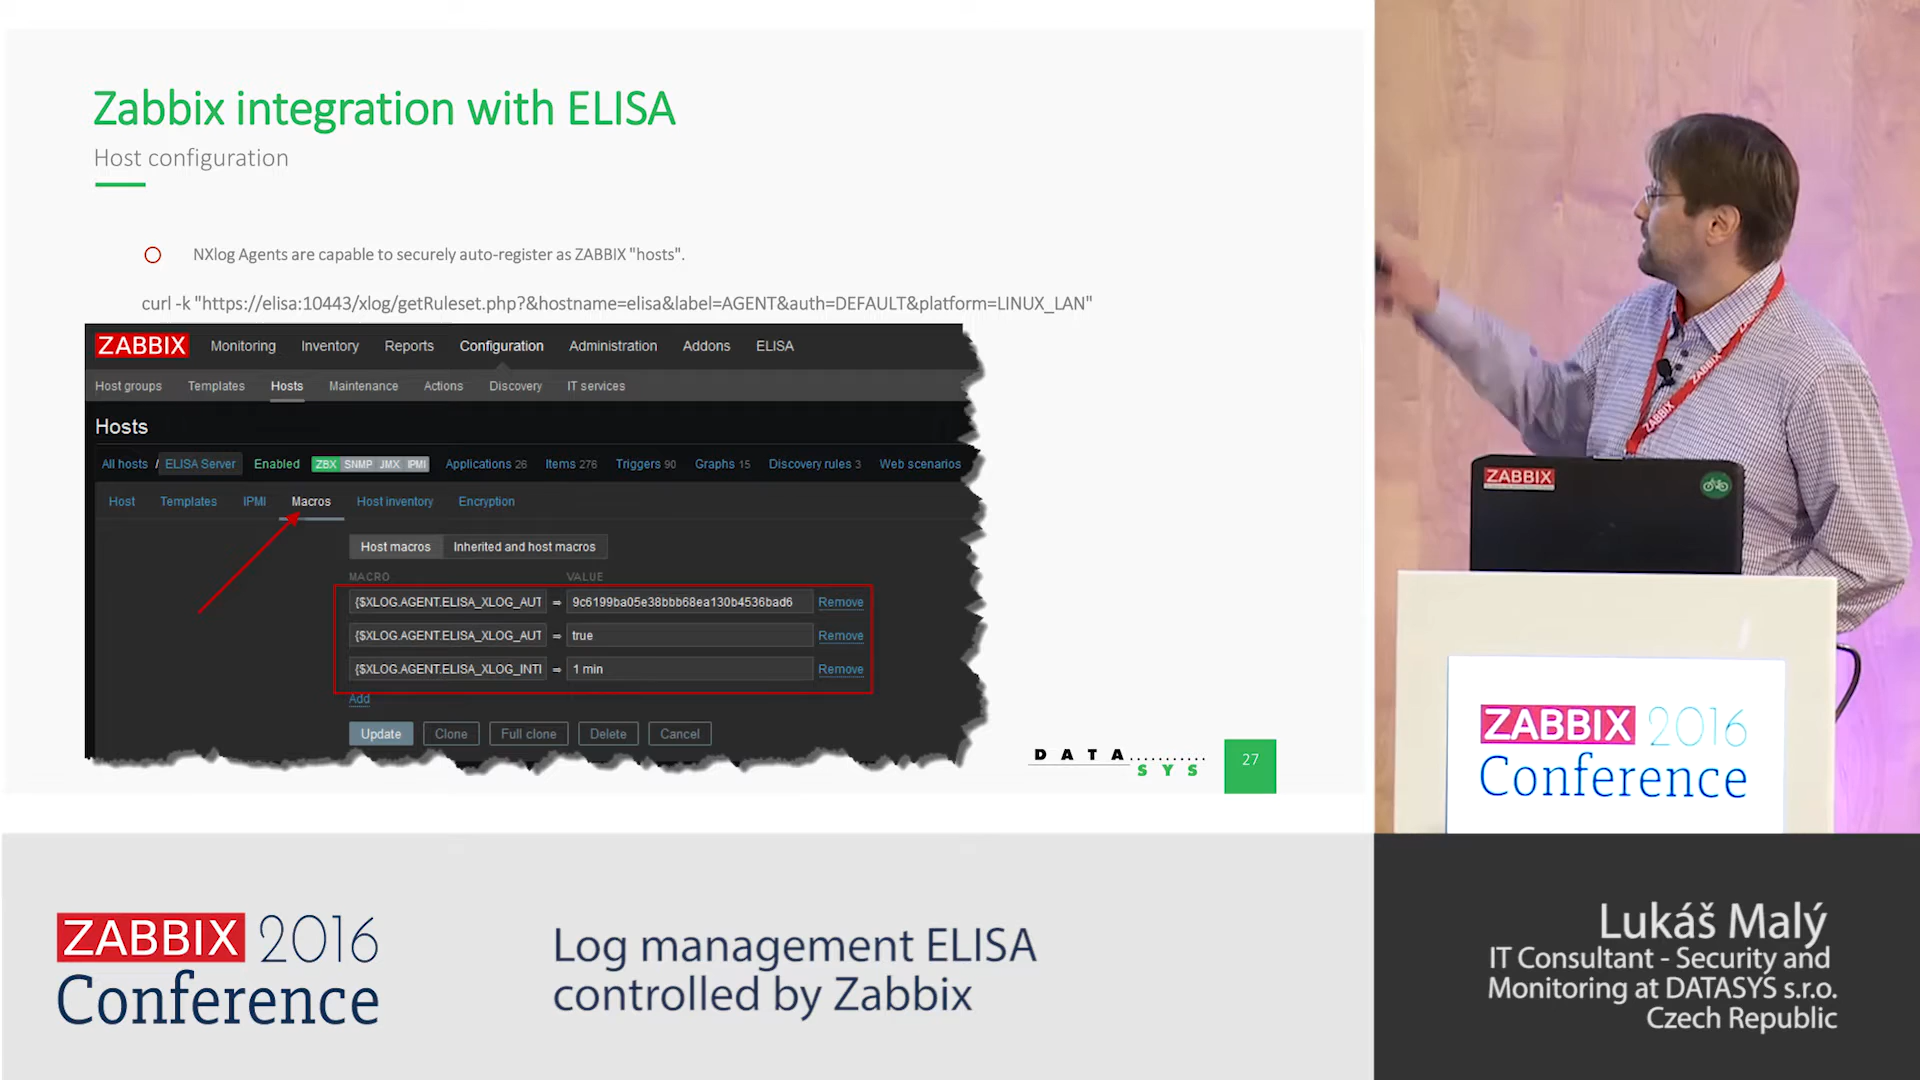 Zabbix integration with ELISA
Host configuration
NXlog Agents are capable to securely auto-register as ZABBIX "hosts".
curl -k "https://elisa:10443/xlog/getRuleset.php?&hostname=elisa&label=AGENT&auth=DEFAULT&platform=LINUX_LAN"
ZABBIX Monitoring Inventory Reports Configuration Administration Addons ELISA
Host groups Templates Hosts Maintenance Actions Discovery IT services
Hosts
All hosts / ELISA Server Enabled ZBX SNMP JMX IPMI Applications 26 Items 276 Triggers 90 Graphs 15 Discovery rules 3 Web scenarios
Host Templates IPMI Macros Host inventory Encryption
Host macros Inherited and host macros
MACRO VALUE
{$XLOG.AGENT.ELISA_XLOG_AUT ⇒ 9c6199ba05e38bbb68ea130b4536bad6 Remove
{$XLOG.AGENT.ELISA_XLOG_AUT ⇒ true Remove
{$XLOG.AGENT.ELISA_XLOG_INTI ⇒ 1 min Remove
Add
Update Clone Full clone Delete Cancel
DATA
SYS
27
ZABBIX
ZABBIX
ZABBIX
ZABBIX
ZABBIX 2016
Conference
ZABBIX 2016
Conference
Log management ELISA
controlled by Zabbix
Lukáš Malý
IT Consultant - Security and
Monitoring at DATASYS s.r.o.
Czech Republic